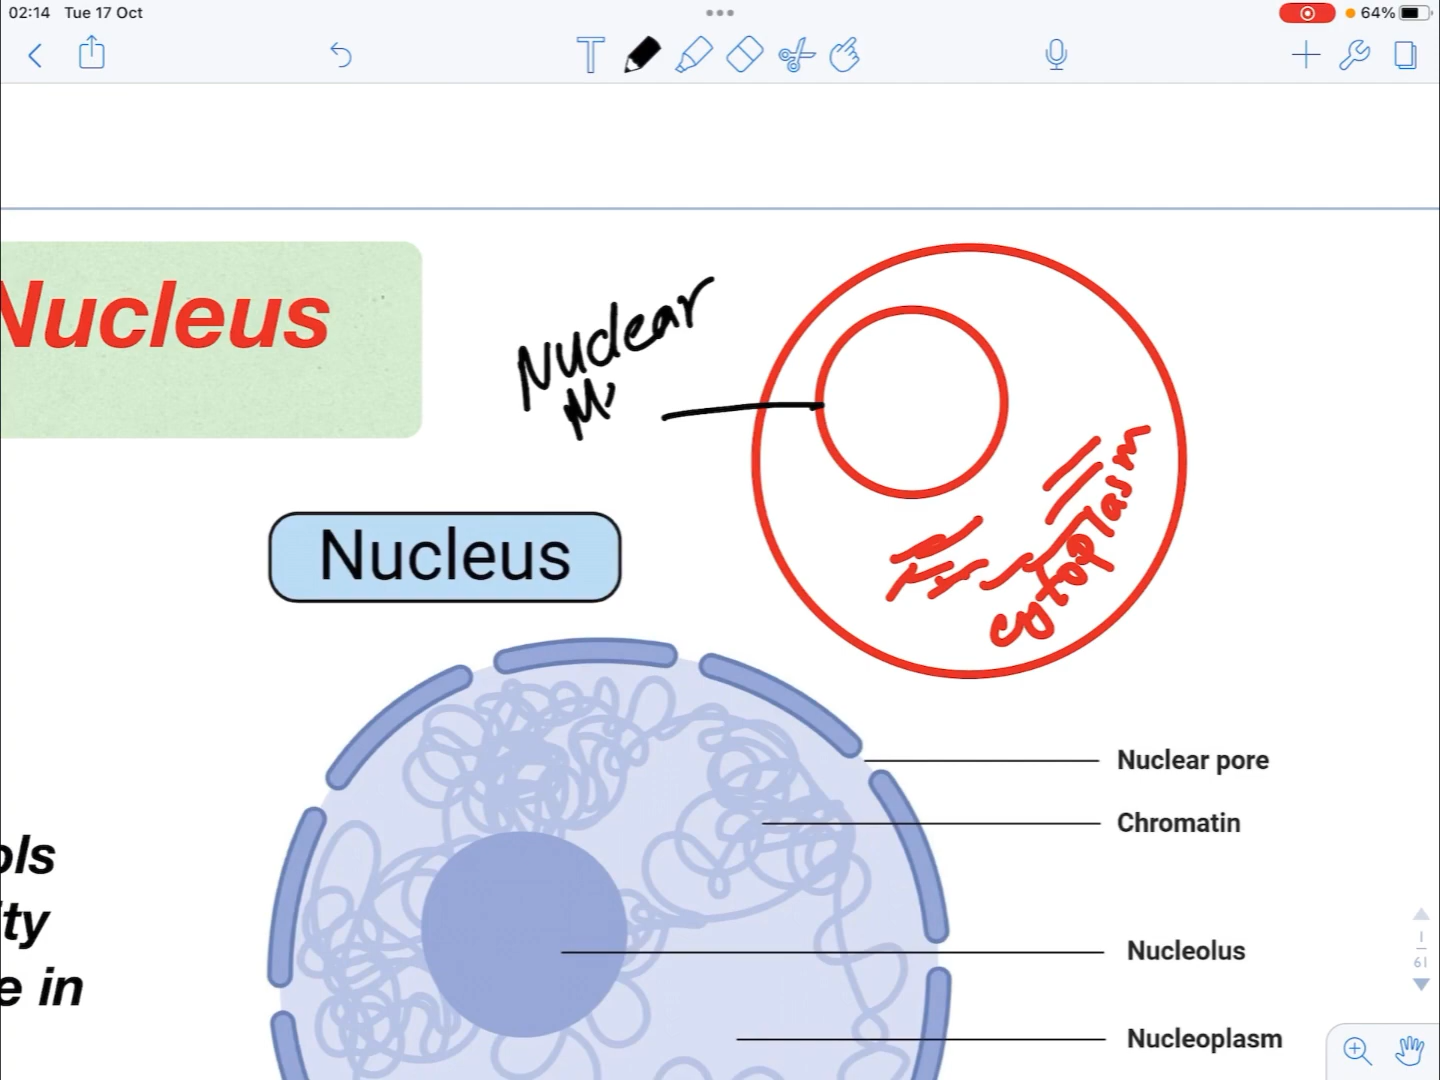 02:14 Tue 17 Oct
64%
T
Nucleus
Nuclear
M
cytoplasm
Nucleus
Nuclear pore
Chromatin
ols
ity
e in
Nucleolus
Nucleoplasm
1
61